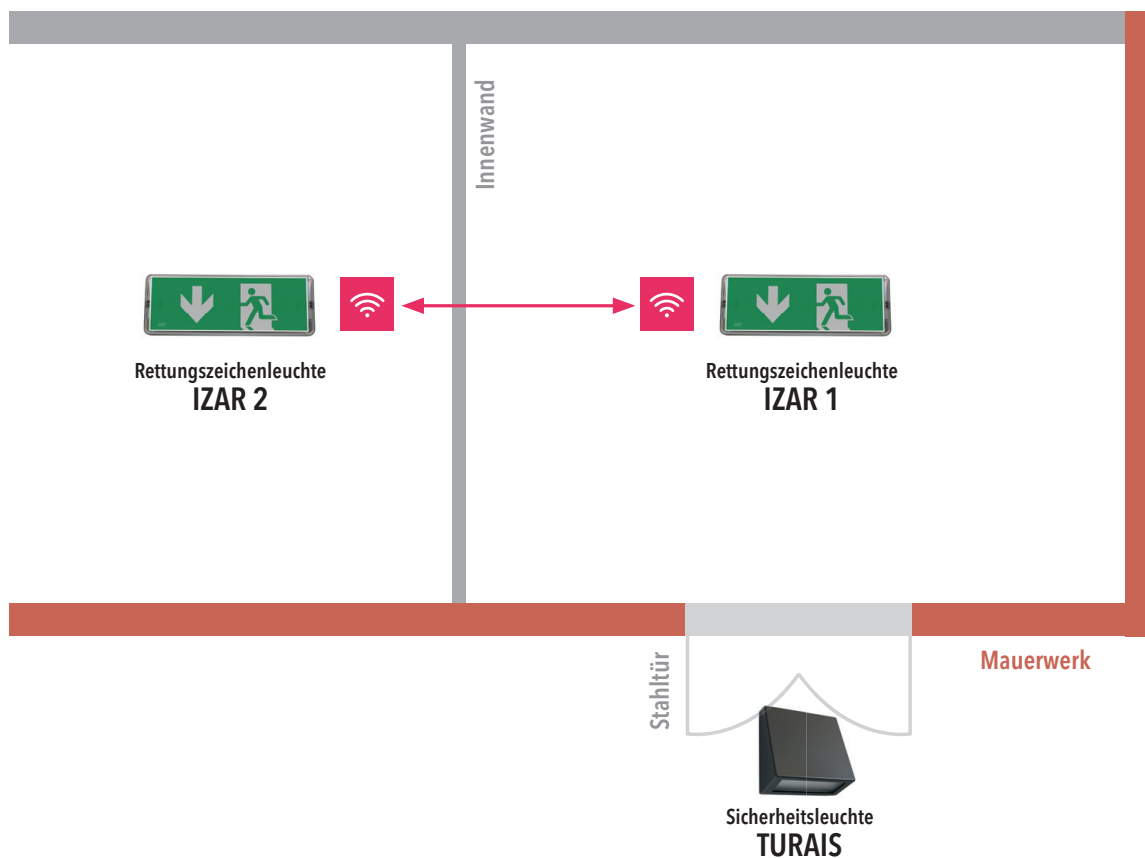 Innenwand
Rettungszeichenleuchte
IZAR 2
Rettungszeichenleuchte
IZAR 1
Stahltür
Mauerwerk
Sicherheitsleuchte
TURAIS